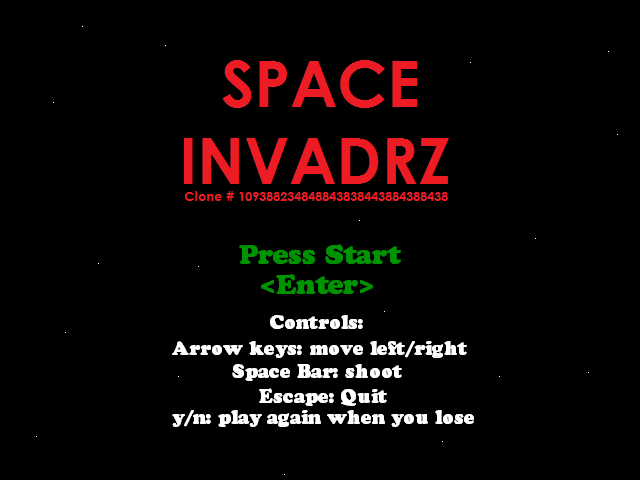 SPACE
INVADRZ
Clone # 109388234848843838443884388438
Press Start
<Enter>
Controls:
Arrow keys: move left/right
Space Bar: shoot
Escape: Quit
y/n: play again when you lose